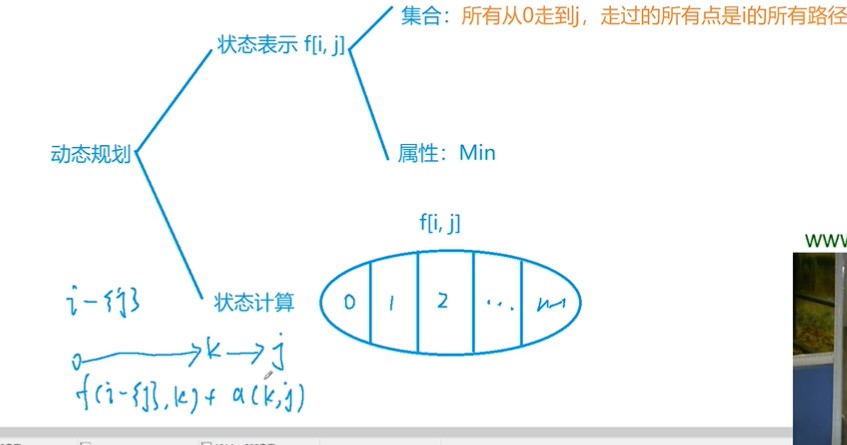 集合：所有从0走到j，走过的所有点是i的所有路径
状态表示 f[i, j]
动态规划
属性：Min
f[i, j]
www
i-{j}
状态计算
0 1 2 ... n-1
0 → k → j
f(i-{j}, k) + a(k,j)